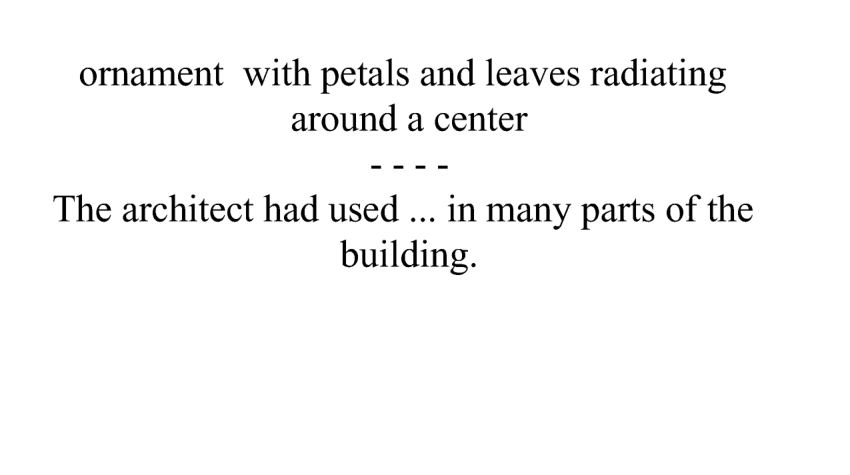 ornament  with petals and leaves radiating
around a center
- - - -
The architect had used ... in many parts of the
building.